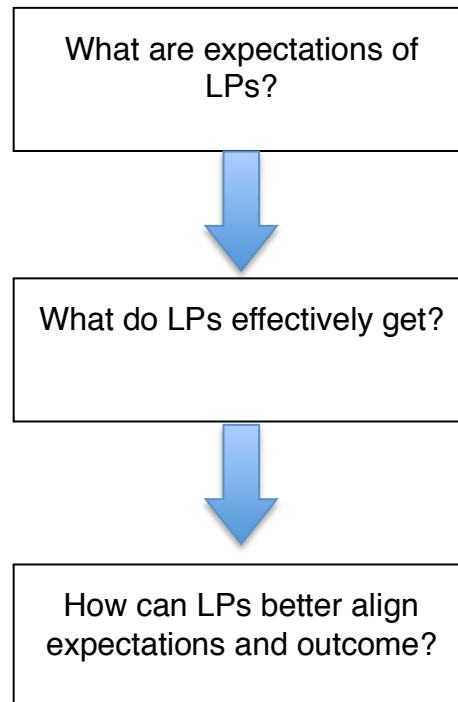 What are expectations of
LPs?
What do LPs effectively get?
How can LPs better align
expectations and outcome?